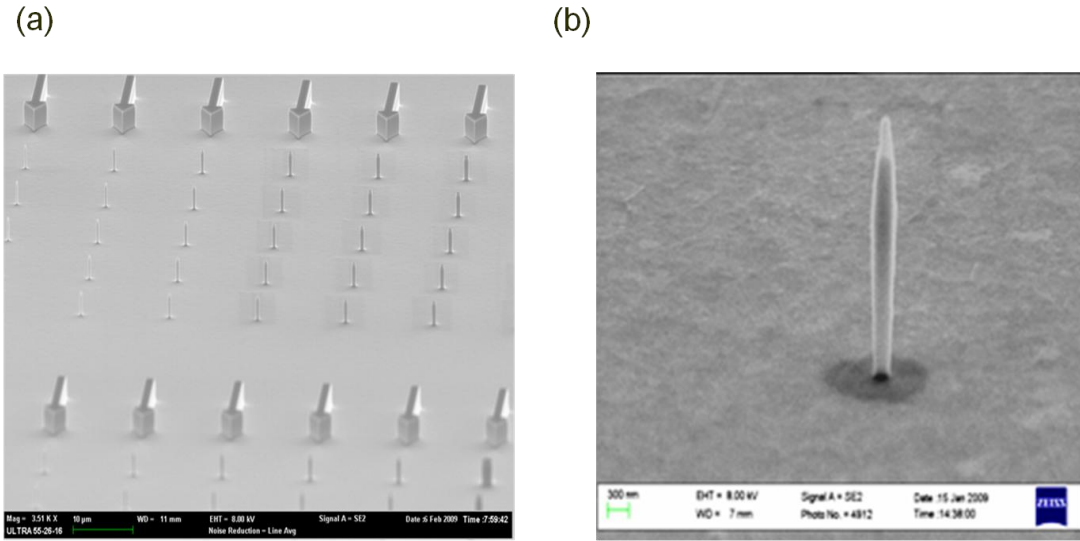 (a)
(b)
Mag = 3.51 K X 10 µm WD = 11 mm EHT = 8.00 kV Signal A = SE2 Date :6 Feb 2009 Time :7:59:42
ULTRA 55-26-16 Noise Reduction = Line Avg
300 nm EHT = 8.00 kV Signal A = SE2 Date :15 Jan 2009 ZEISS
WD = 7 mm Photo No. = 4912 Time :14:38:00